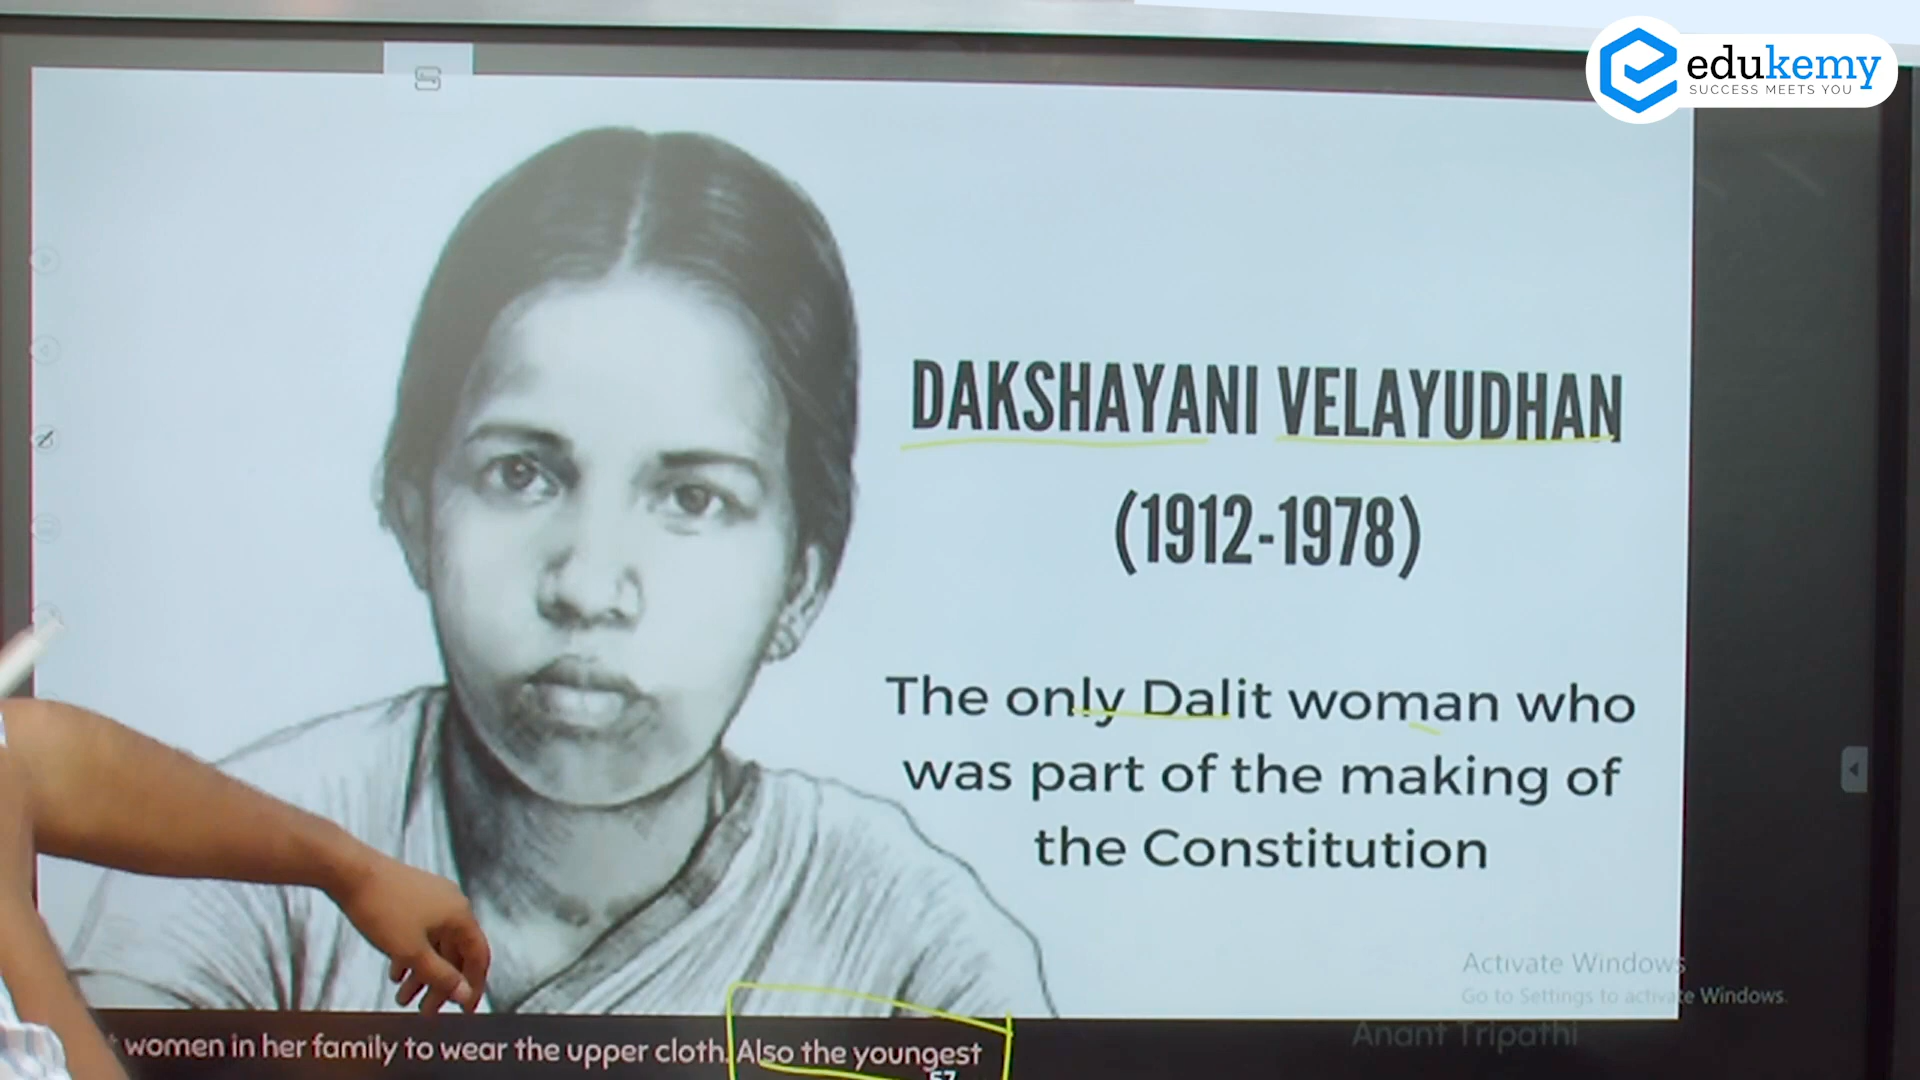 edukemy
SUCCESS MEETS YOU
DAKSHAYANI VELAYUDHAN
(1912-1978)
The only Dalit woman who
was part of the making of
the Constitution
Activate Windows
Go to Settings to activate Windows.
Anant Tripathi
women in her family to wear the upper cloth. Also the youngest
57